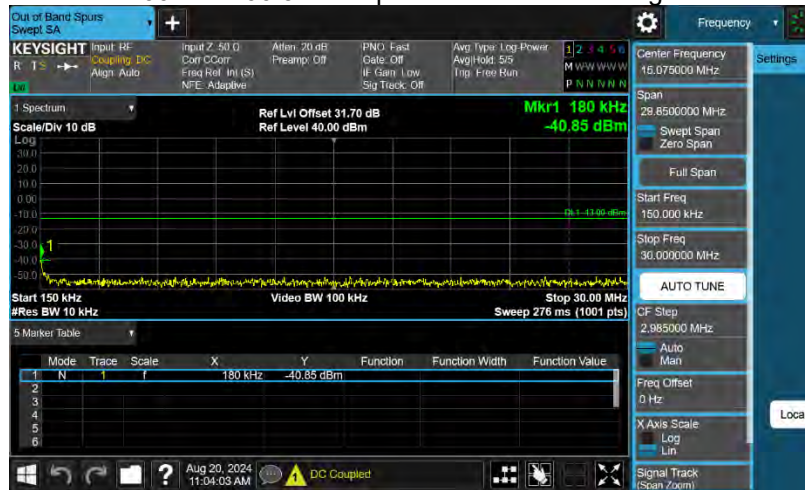 Out of Band Spurs
Swept SA
Frequency
KEYSIGHT
R T S
LXI
Input: RF
Coupling: DC
Align: Auto
Input Z: 50 Ω
Corr CCorr
Freq Ref: Int (S)
NFE: Adaptive
Atten: 20 dB
Preamp: Off
PNO: Fast
Gate: Off
IF Gain: Low
Sig Track: Off
Avg Type: Log-Power
Avg|Hold: 5/5
Trig: Free Run
1 2 3 4 5 6
M W W W W W
P N N N N N
1 Spectrum
Scale/Div 10 dB
Ref Lvl Offset 31.70 dB
Ref Level 40.00 dBm
Mkr1 180 kHz
-40.85 dBm
Log
30.0
20.0
10.0
0.00
-10.0
-20.0
-30.0
-40.0
-50.0
DL1 -13.00 dBm
1
Start 150 kHz
#Res BW 10 kHz
Video BW 100 kHz
Stop 30.00 MHz
Sweep 276 ms (1001 pts)
5 Marker Table
Mode Trace Scale X Y Function Function Width Function Value
1 N 1 f 180 kHz -40.85 dBm
2
3
4
5
6
Center Frequency
15.075000 MHz
Settings
Span
29.8500000 MHz
Swept Span
Zero Span
Full Span
Start Freq
150.000 kHz
Stop Freq
30.000000 MHz
AUTO TUNE
CF Step
2.985000 MHz
Auto
Man
Freq Offset
0 Hz
Loca
X Axis Scale
Log
Lin
Signal Track
(Span Zoom)
?
Aug 20, 2024
11:04:03 AM
1
DC Coupled